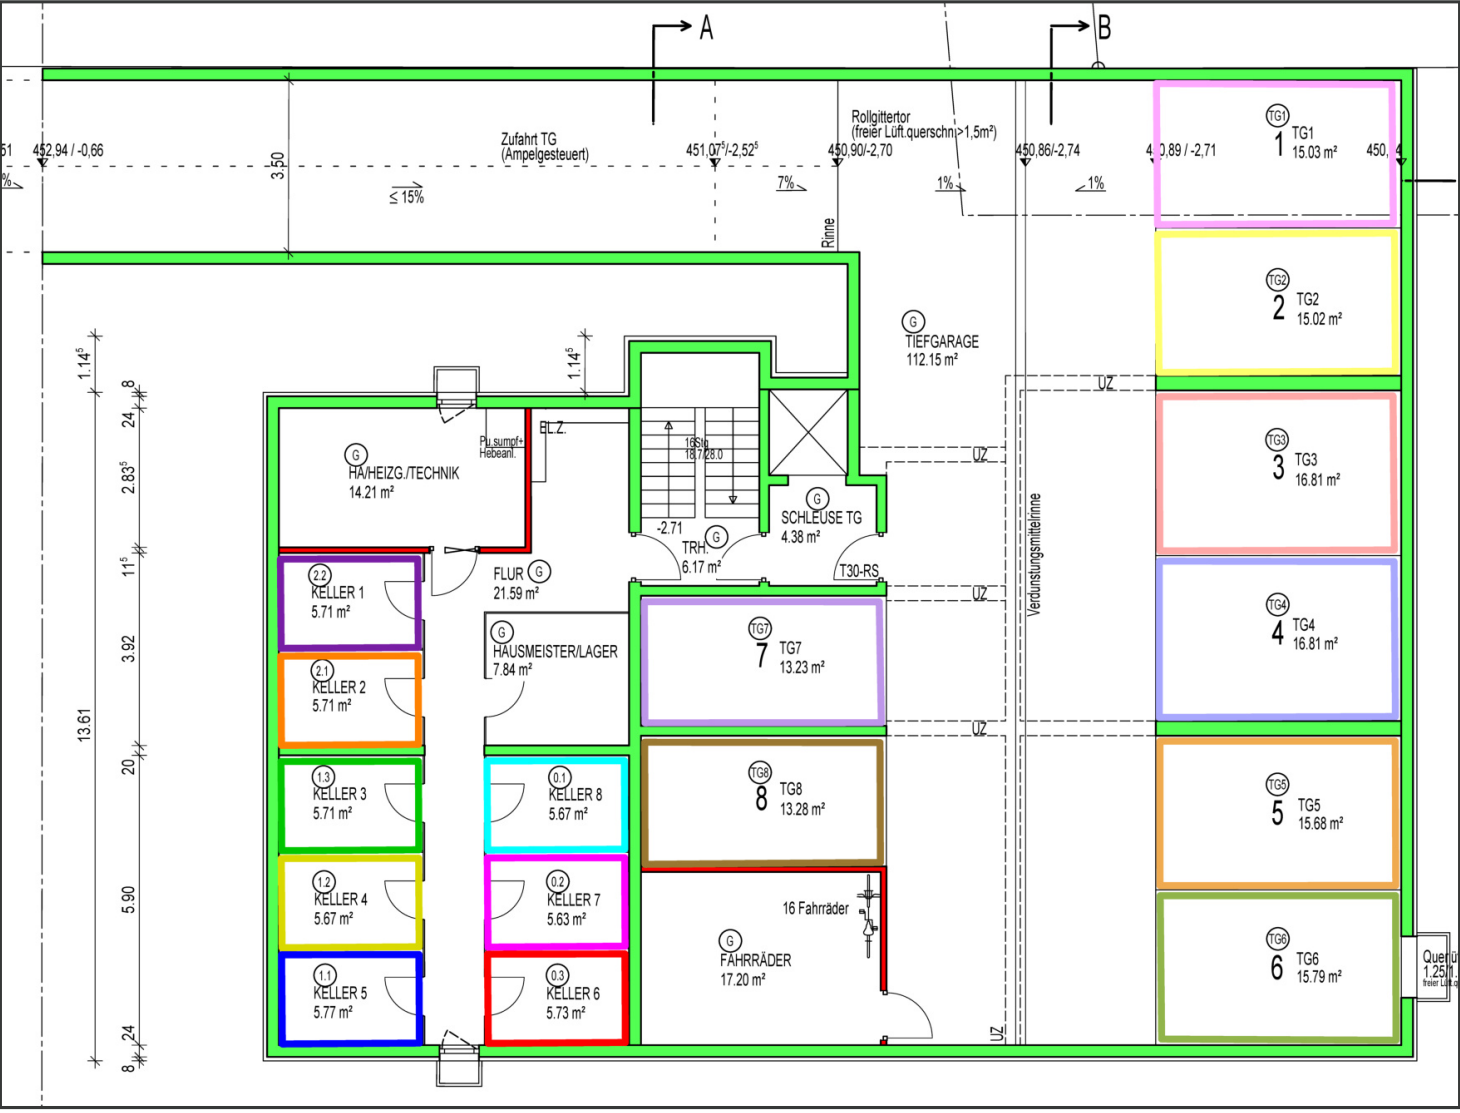 A
B
Zufahrt TG
(Ampelgesteuert)
Rollgittertor
(freier Lüft.querschn.>1,5m²)
51
452,94 / -0,66
451,07⁵/-2,52⁵
450,90/-2,70
450,86/-2,74
/ -2,71
450,
3.50
%
≤ 15%
7%
1%
1%
Rinne
TG1
1
TG1
15.03 m²
TG2
2
TG2
15.02 m²
G
TIEFGARAGE
112.15 m²
UZ
1.14⁵
1.14⁵
8
24
2.83⁵
11⁵
3.92
13.61
20
5.90
24
8
G
HA/HEIZG./TECHNIK
14.21 m²
Pu.sumpf+
Hebeanl.
EL.Z.
16Stg
18.7/28.0
-2.71
G
TRH.
6.17 m²
G
SCHLEUSE TG
4.38 m²
T30-RS
UZ
Verdunstungsmittelrinne
TG3
3
TG3
16.81 m²
TG4
4
TG4
16.81 m²
FLUR
G
21.59 m²
UZ
2.2
KELLER 1
5.71 m²
G
HAUSMEISTER/LAGER
7.84 m²
2.1
KELLER 2
5.71 m²
TG7
7
TG7
13.23 m²
UZ
1.3
KELLER 3
5.71 m²
0.1
KELLER 8
5.67 m²
TG8
8
TG8
13.28 m²
TG5
5
TG5
15.68 m²
1.2
KELLER 4
5.67 m²
0.2
KELLER 7
5.63 m²
16 Fahrräder
G
FAHRRÄDER
17.20 m²
TG6
6
TG6
15.79 m²
1.1
KELLER 5
5.77 m²
0.3
KELLER 6
5.73 m²
UZ
1.25/1.
freier